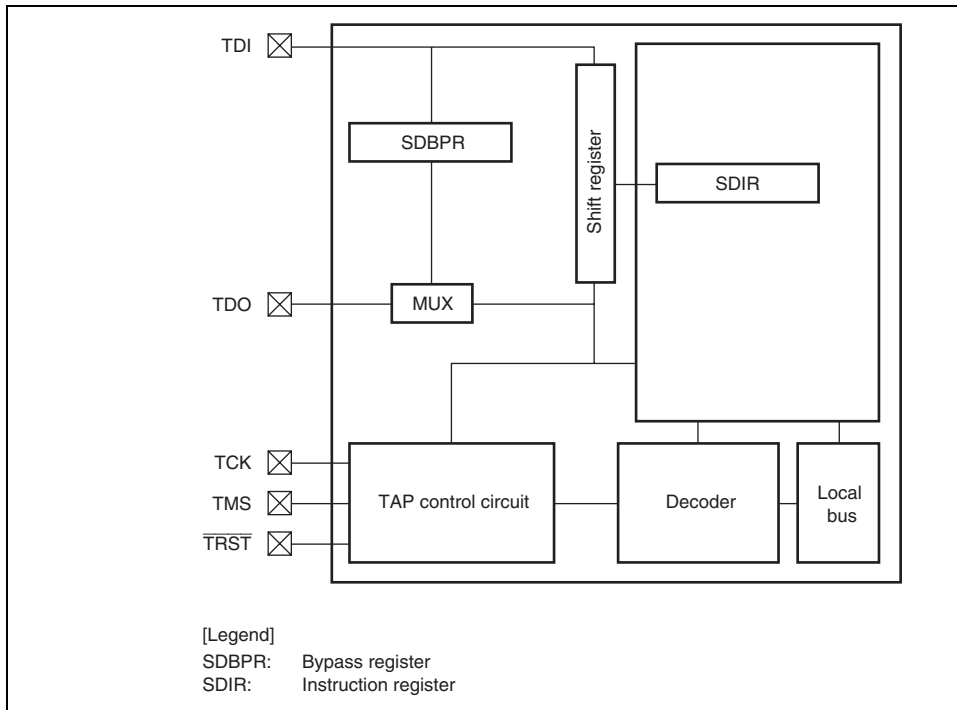 TDI
SDBPR
Shift register
SDIR
TDO
MUX
TCK
TMS
TRST
TAP control circuit
Decoder
Local
bus
[Legend]
SDBPR: Bypass register
SDIR: Instruction register